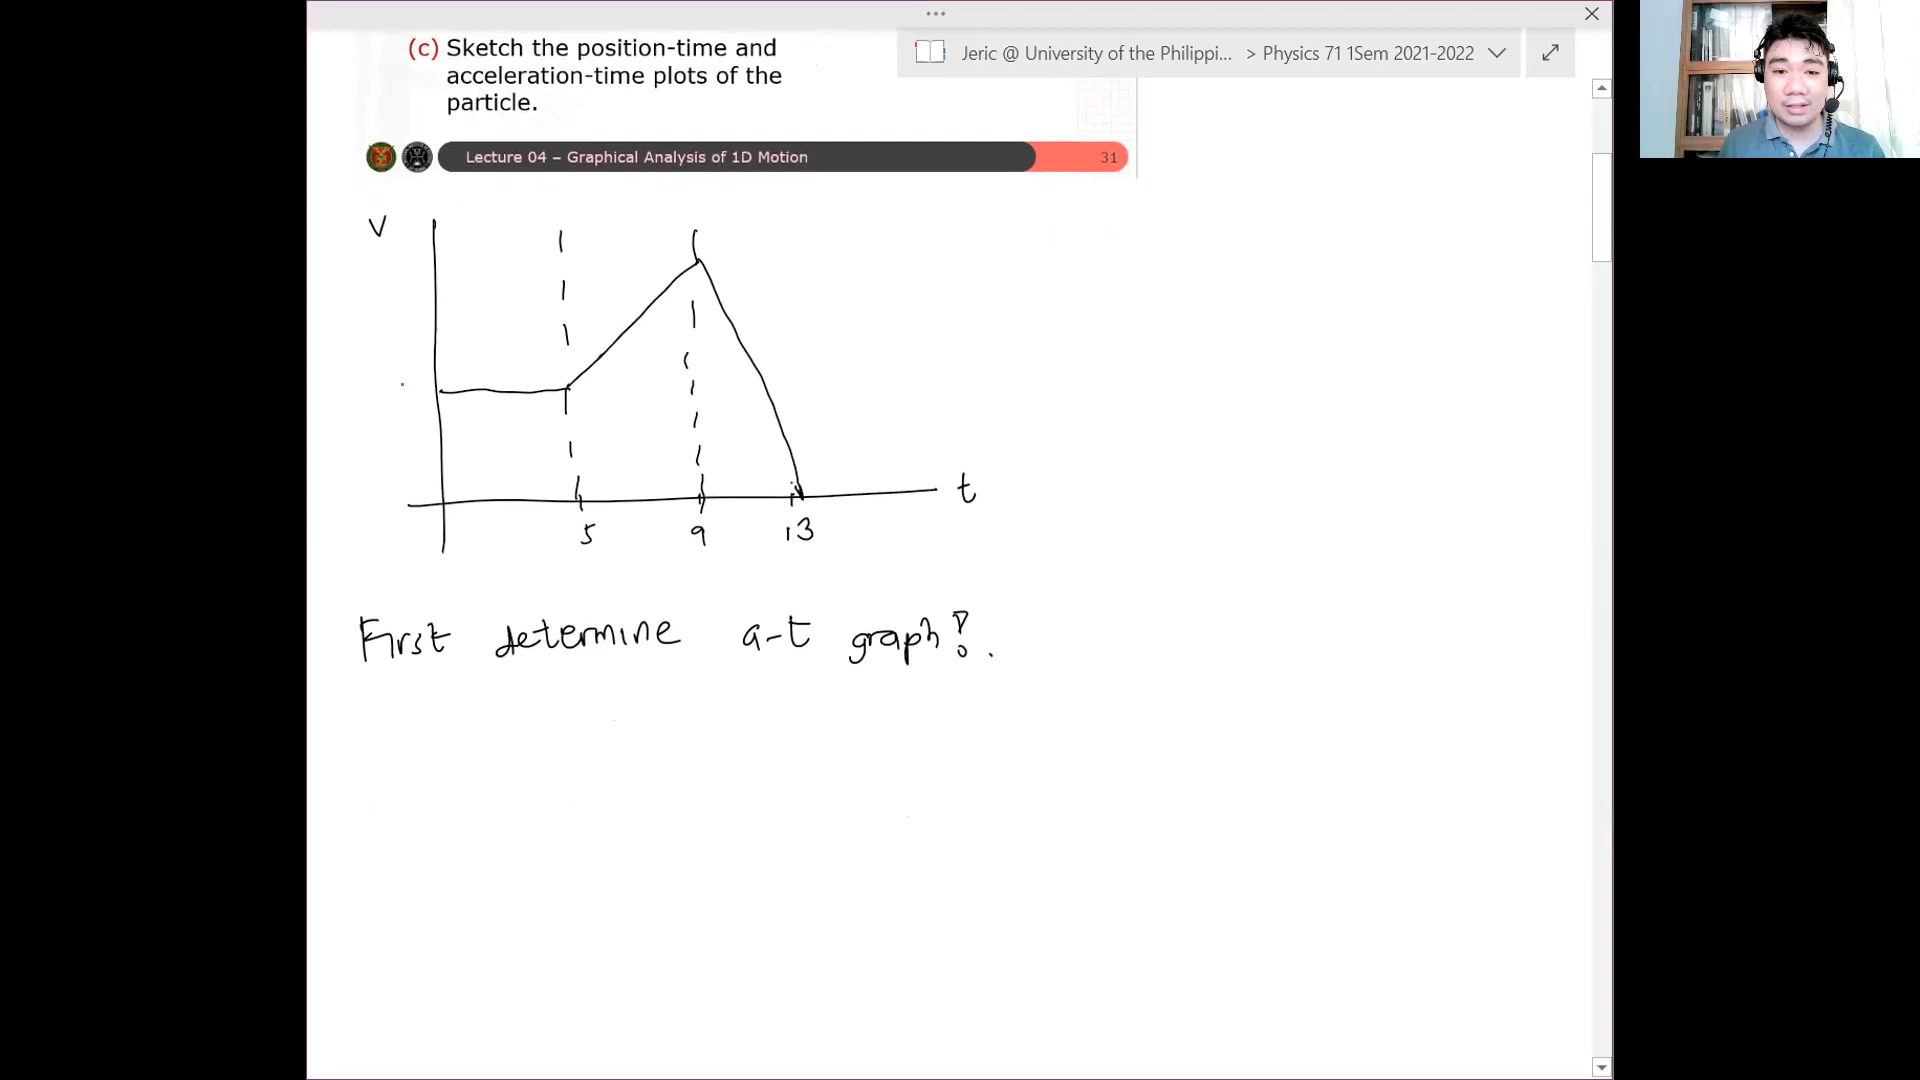 (c) Sketch the position-time and
acceleration-time plots of the
particle.
Jeric @ University of the Philippi... > Physics 71 1Sem 2021-2022
Lecture 04 – Graphical Analysis of 1D Motion 31
v
t
5 9 13
First determine a-t graph!.